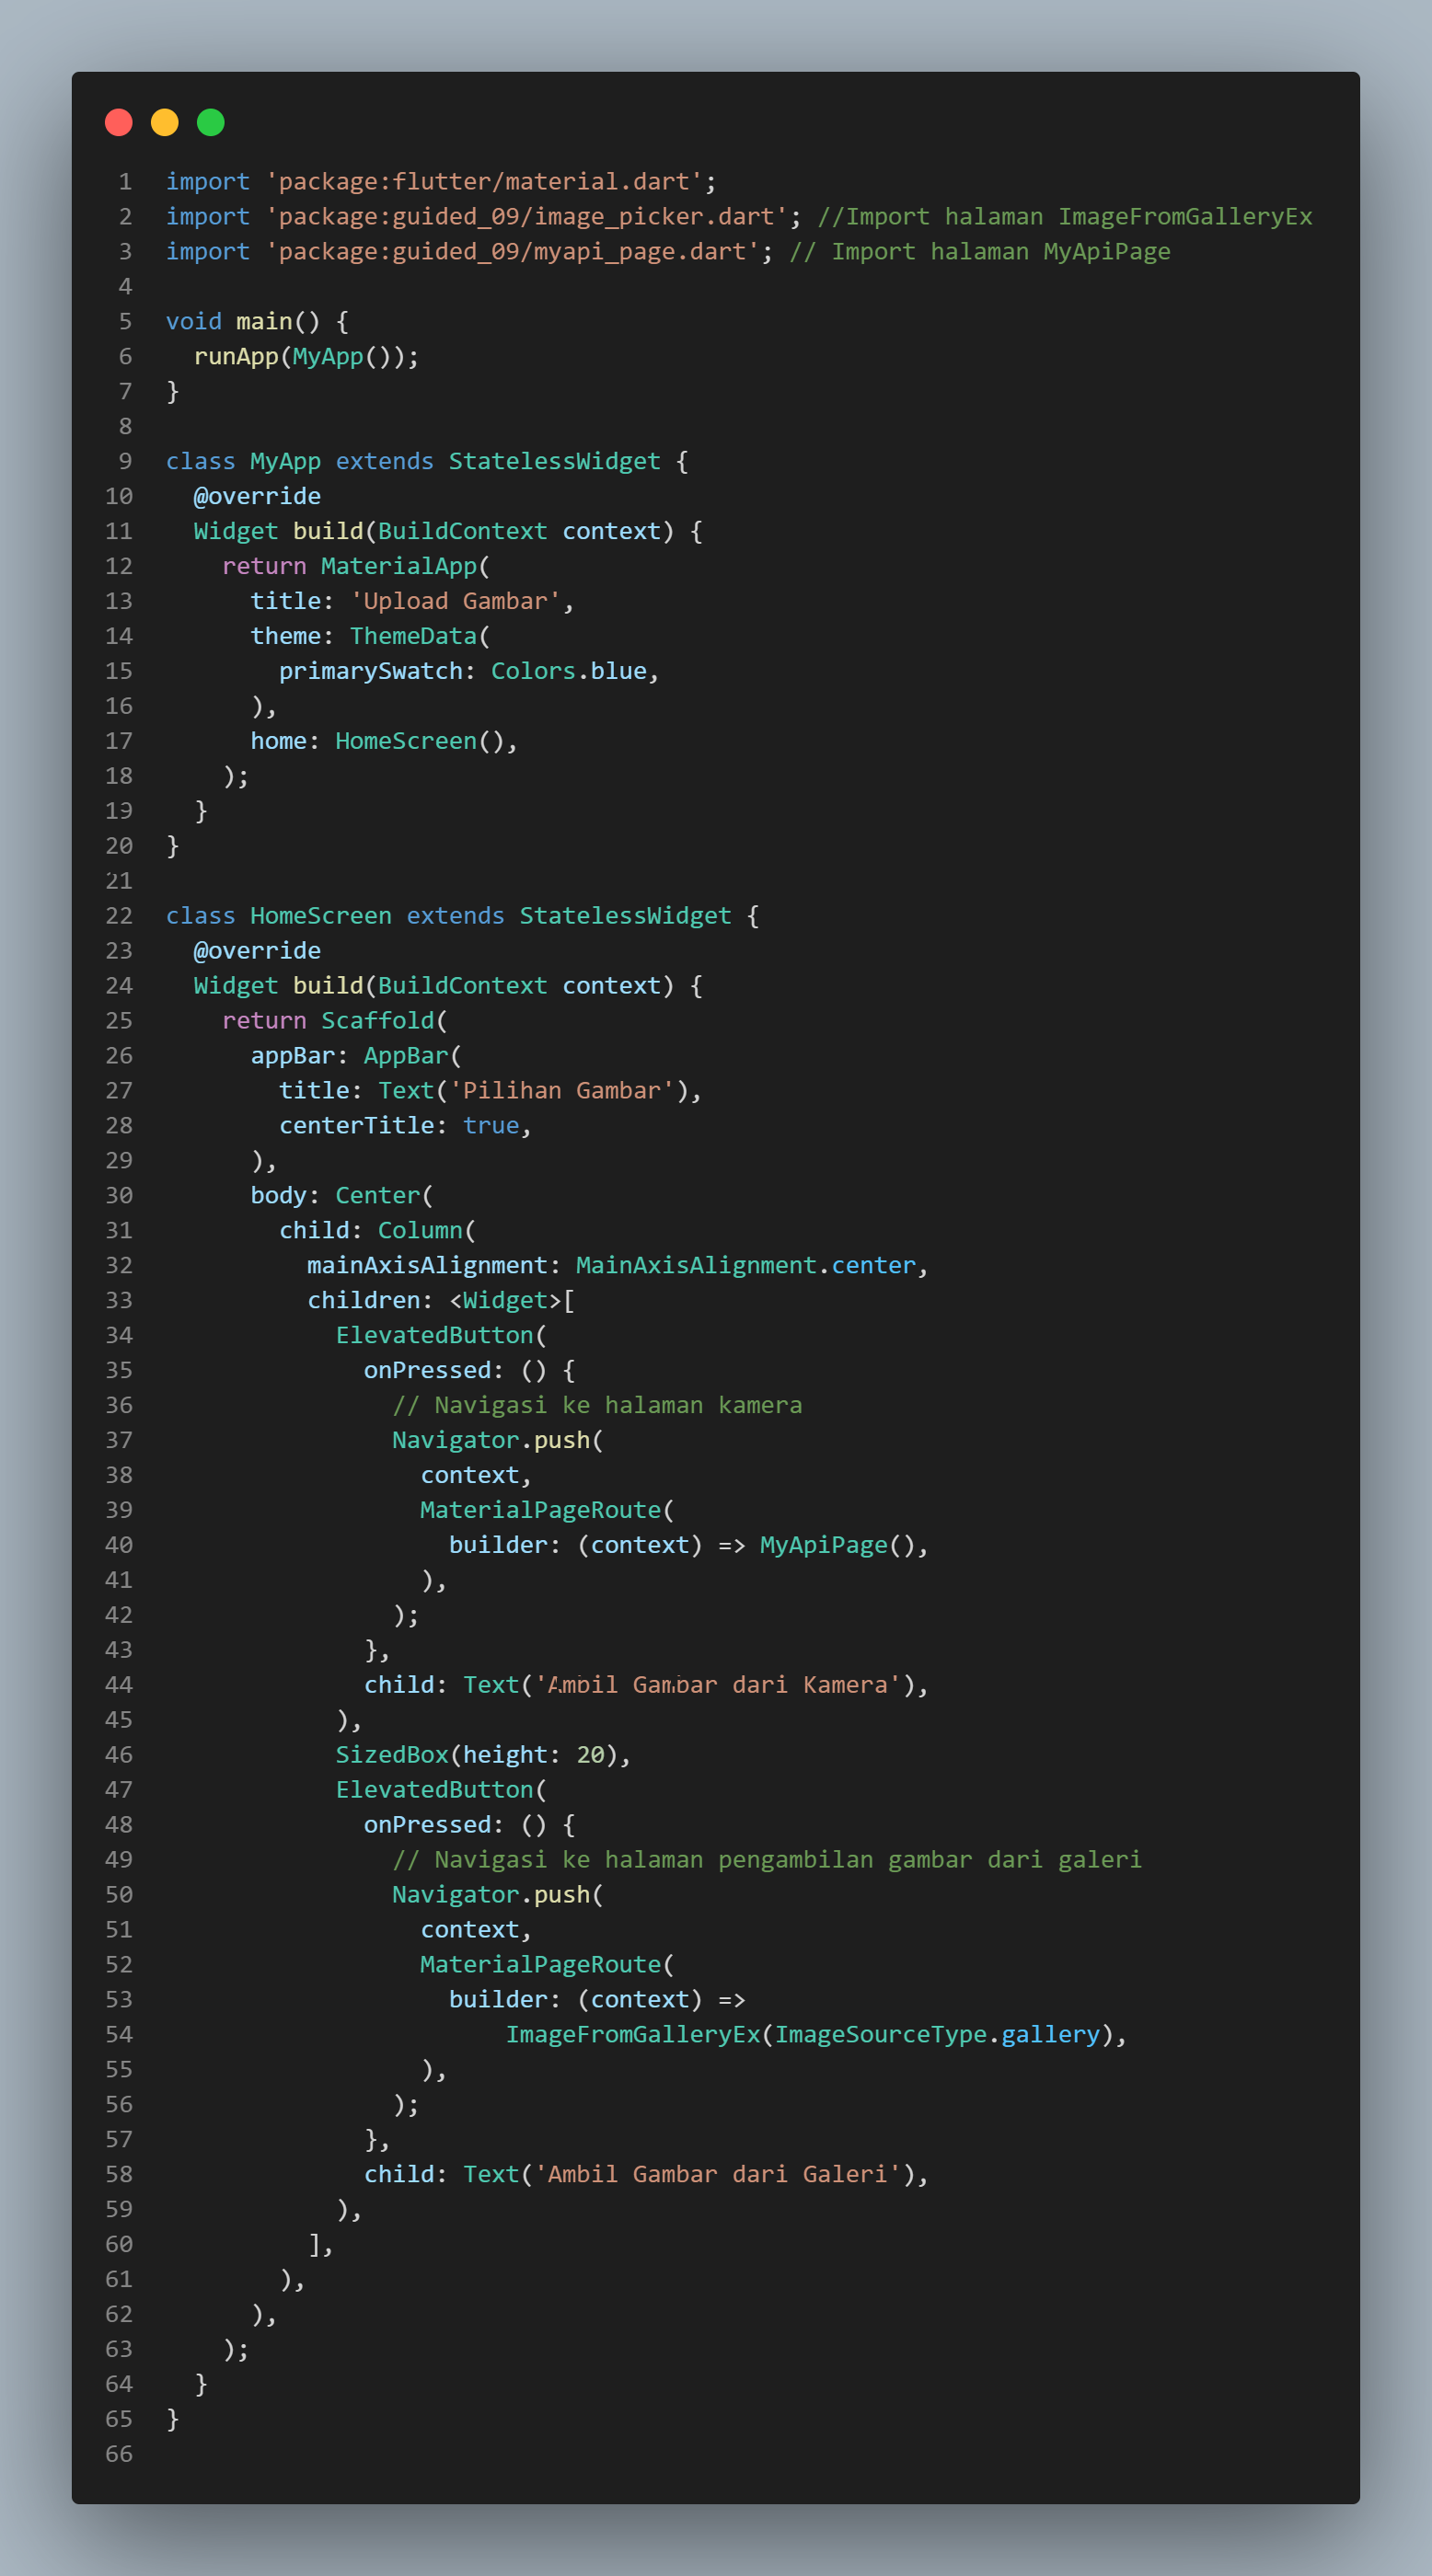 1 import 'package:flutter/material.dart';
2 import 'package:guided_09/image_picker.dart'; //Import halaman ImageFromGalleryEx
3 import 'package:guided_09/myapi_page.dart'; // Import halaman MyApiPage
4
5 void main() {
6   runApp(MyApp());
7 }
8
9 class MyApp extends StatelessWidget {
10   @override
11   Widget build(BuildContext context) {
12     return MaterialApp(
13       title: 'Upload Gambar',
14       theme: ThemeData(
15         primarySwatch: Colors.blue,
16       ),
17       home: HomeScreen(),
18     );
19   }
20 }
21
22 class HomeScreen extends StatelessWidget {
23   @override
24   Widget build(BuildContext context) {
25     return Scaffold(
26       appBar: AppBar(
27         title: Text('Pilihan Gambar'),
28         centerTitle: true,
29       ),
30       body: Center(
31         child: Column(
32           mainAxisAlignment: MainAxisAlignment.center,
33           children: <Widget>[
34             ElevatedButton(
35               onPressed: () {
36                 // Navigasi ke halaman kamera
37                 Navigator.push(
38                   context,
39                   MaterialPageRoute(
40                     builder: (context) => MyApiPage(),
41                   ),
42                 );
43               },
44               child: Text('Ambil Gambar dari Kamera'),
45             ),
46             SizedBox(height: 20),
47             ElevatedButton(
48               onPressed: () {
49                 // Navigasi ke halaman pengambilan gambar dari galeri
50                 Navigator.push(
51                   context,
52                   MaterialPageRoute(
53                     builder: (context) =>
54                         ImageFromGalleryEx(ImageSourceType.gallery),
55                   ),
56                 );
57               },
58               child: Text('Ambil Gambar dari Galeri'),
59             ),
60           ],
61         ),
62       ),
63     );
64   }
65 }
66